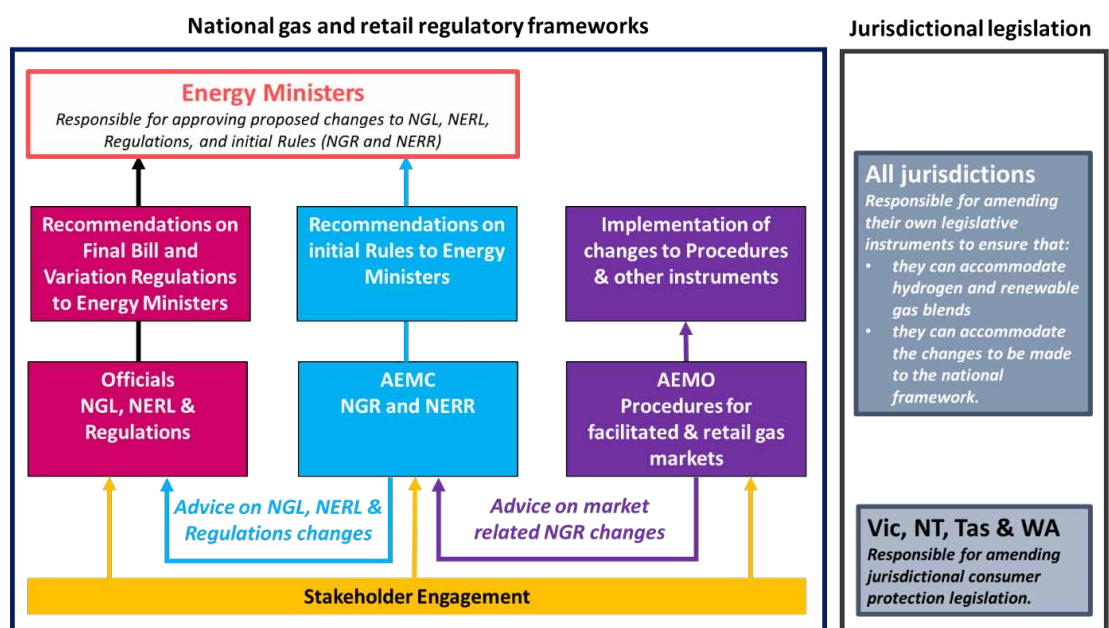 National gas and retail regulatory frameworks
Jurisdictional legislation
Energy Ministers
Responsible for approving proposed changes to NGL, NERL,
Regulations, and initial Rules (NGR and NERR)
Recommendations on
Final Bill and
Variation Regulations
to Energy Ministers
Recommendations on
initial Rules to Energy
Ministers
Implementation of
changes to Procedures
& other instruments
Officials
NGL, NERL &
Regulations
AEMC
NGR and NERR
AEMO
Procedures for
facilitated & retail gas
markets
Advice on NGL, NERL &
Regulations changes
Advice on market
related NGR changes
Stakeholder Engagement
All jurisdictions
Responsible for amending
their own legislative
instruments to ensure that:
• they can accommodate
hydrogen and renewable
gas blends
• they can accommodate
the changes to be made
to the national
framework.
Vic, NT, Tas & WA
Responsible for amending
jurisdictional consumer
protection legislation.